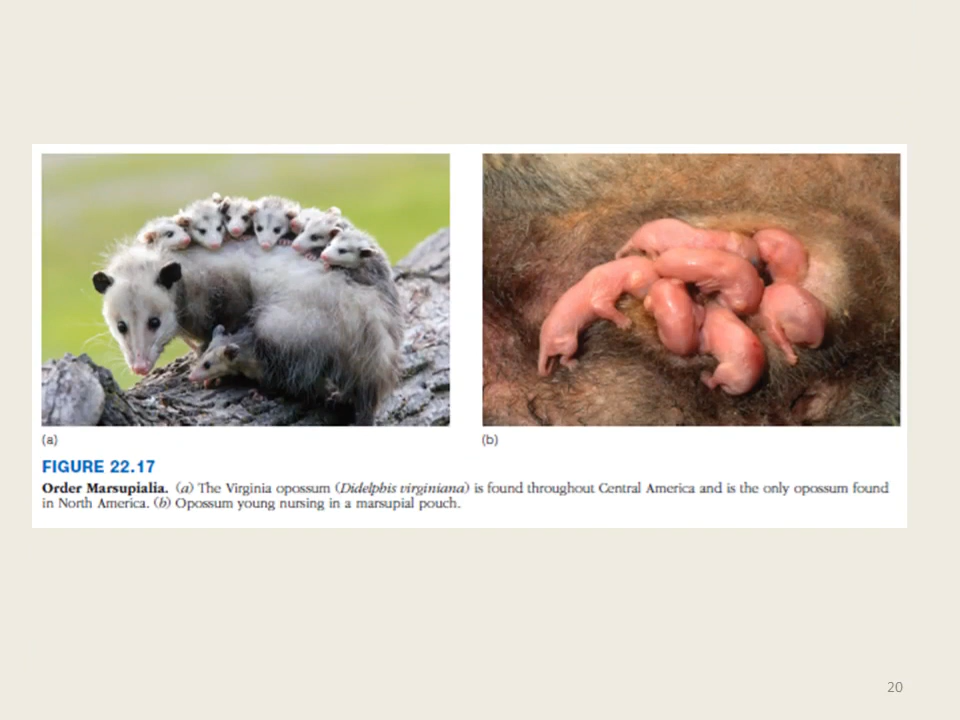 (a)
(b)
FIGURE 22.17
Order Marsupialia. (a) The Virginia opossum (Didelphis virginiana) is found throughout Central America and is the only opossum found
in North America. (b) Opossum young nursing in a marsupial pouch.
20